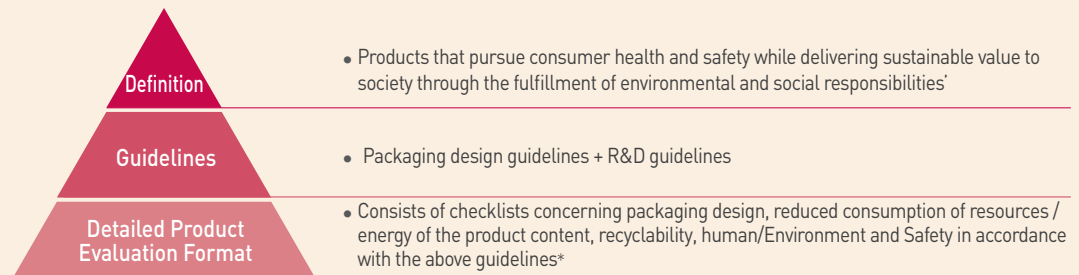 Definition
• Products that pursue consumer health and safety while delivering sustainable value to
society through the fulfillment of environmental and social responsibilities’
Guidelines
• Packaging design guidelines + R&D guidelines
Detailed Product
Evaluation Format
• Consists of checklists concerning packaging design, reduced consumption of resources /
energy of the product content, recyclability, human/Environment and Safety in accordance
with the above guidelines*